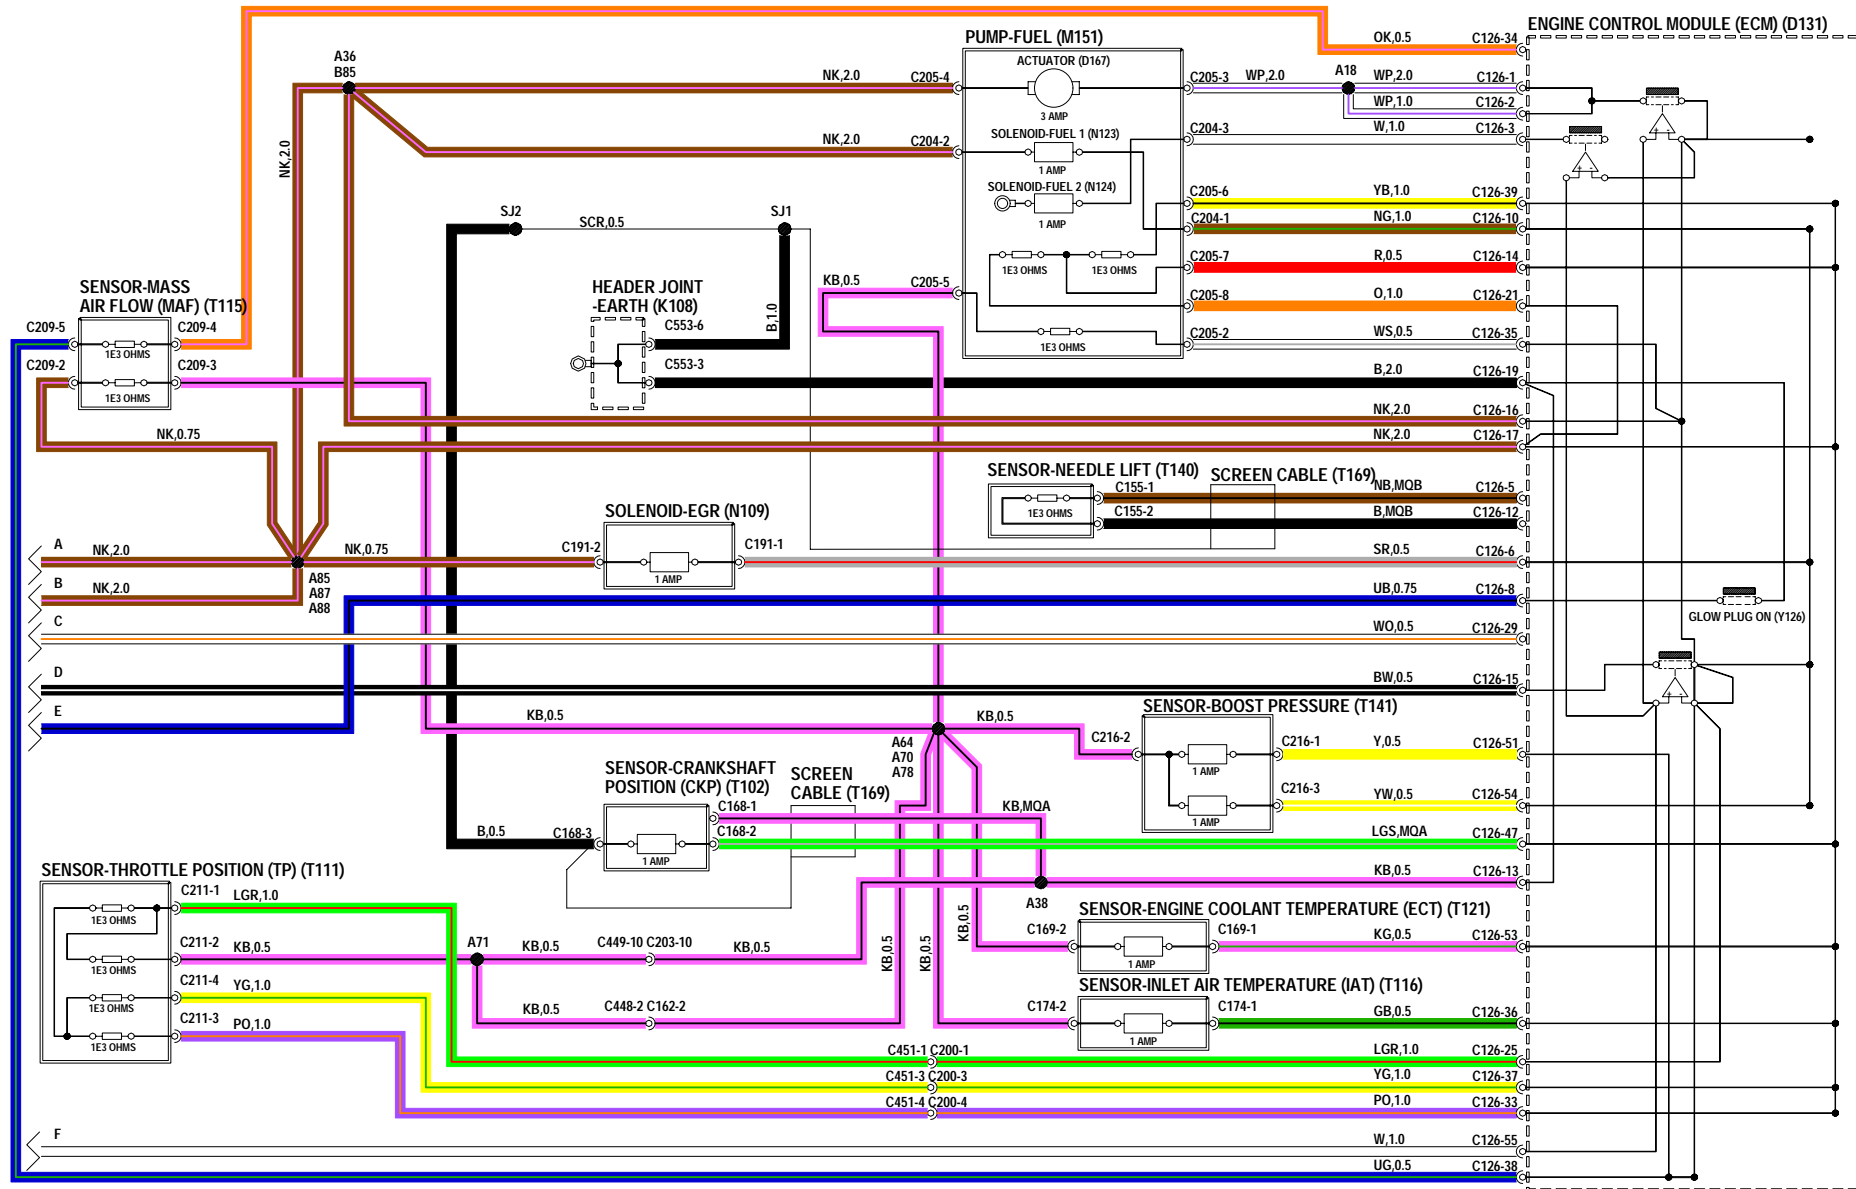 ENGINE CONTROL MODULE (ECM) (D131)
OK,0.5 C126-34
PUMP-FUEL (M151)
A36
B85
ACTUATOR (D167)
NK,2.0 C205-4
3 AMP
C205-3 WP,2.0 A18 WP,2.0 C126-1
WP,1.0 C126-2
SOLENOID-FUEL 1 (N123)
C204-3 W,1.0 C126-3
NK,2.0
NK,2.0 C204-2
1 AMP
SOLENOID-FUEL 2 (N124)
1 AMP
C205-6 YB,1.0 C126-39
SJ2 SCR,0.5 SJ1
C204-1 NG,1.0 C126-10
1E3 OHMS 1E3 OHMS
C205-7 R,0.5 C126-14
SENSOR-MASS
AIR FLOW (MAF) (T115)
HEADER JOINT
-EARTH (K108)
B,1.0
KB,0.5 C205-5
C205-8 O,1.0 C126-21
C209-5 C209-4
1E3 OHMS
C553-6
1E3 OHMS
C205-2 WS,0.5 C126-35
C209-2 C209-3
1E3 OHMS
C553-3
B,2.0 C126-19
NK,2.0 C126-16
NK,0.75
NK,2.0 C126-17
SENSOR-NEEDLE LIFT (T140)
SCREEN CABLE (T169)
1E3 OHMS
C155-1 NB,MQB C126-5
C155-2 B,MQB C126-12
SOLENOID-EGR (N109)
A NK,2.0 NK,0.75 C191-2 C191-1 SR,0.5 C126-6
1 AMP
B NK,2.0
A85
A87
A88
UB,0.75 C126-8
GLOW PLUG ON (Y126)
C WO,0.5 C126-29
D BW,0.5 C126-15
E
KB,0.5 KB,0.5
SENSOR-BOOST PRESSURE (T141)
A64
A70
A78
C216-2 C216-1 Y,0.5 C126-51
1 AMP
C216-3 YW,0.5 C126-54
1 AMP
SENSOR-CRANKSHAFT
POSITION (CKP) (T102)
SCREEN
CABLE (T169)
C168-1 KB,MQA
B,0.5 C168-3 C168-2 LGS,MQA C126-47
1 AMP
KB,0.5 C126-13
A38
SENSOR-THROTTLE POSITION (TP) (T111)
C211-1 LGR,1.0
1E3 OHMS
SENSOR-ENGINE COOLANT TEMPERATURE (ECT) (T121)
C211-2 KB,0.5 A71 KB,0.5 C449-10 C203-10 KB,0.5
1E3 OHMS
KB,0.5
KB,0.5
KB,0.5
C169-2 C169-1 KG,0.5 C126-53
1 AMP
C211-4 YG,1.0
1E3 OHMS
SENSOR-INLET AIR TEMPERATURE (IAT) (T116)
KB,0.5 C448-2 C162-2
C174-2 C174-1 GB,0.5 C126-36
1 AMP
C211-3 PO,1.0
1E3 OHMS
C451-1 C200-1 LGR,1.0 C126-25
C451-3 C200-3 YG,1.0 C126-37
C451-4 C200-4 PO,1.0 C126-33
F W,1.0 C126-55
UG,0.5 C126-38